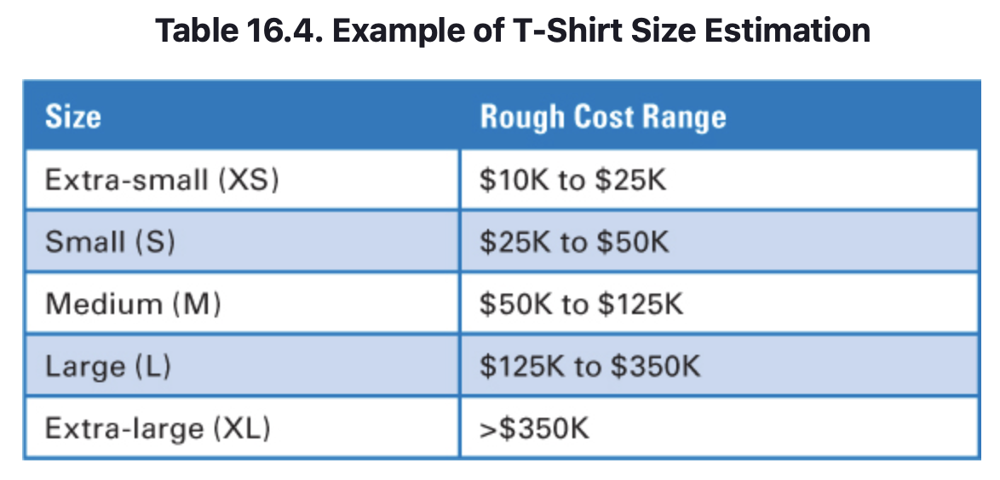 Table 16.4. Example of T-Shirt Size Estimation
Size Rough Cost Range
Extra-small (XS) $10K to $25K
Small (S) $25K to $50K
Medium (M) $50K to $125K
Large (L) $125K to $350K
Extra-large (XL) >$350K